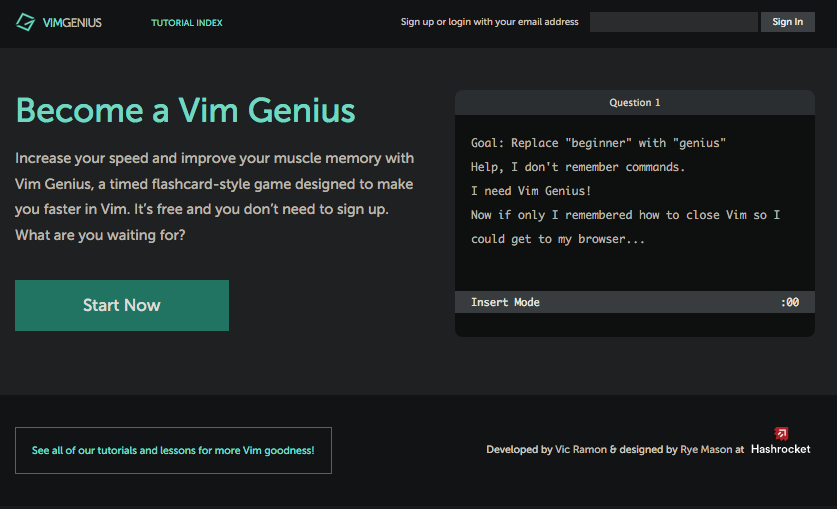 VIMGENIUS
TUTORIAL INDEX
Sign up or login with your email address
Sign In
Become a Vim Genius
Increase your speed and improve your muscle memory with
Vim Genius, a timed flashcard-style game designed to make
you faster in Vim. It's free and you don't need to sign up.
What are you waiting for?
Start Now
Question 1
Goal: Replace "beginner" with "genius"
Help, I don't remember commands.
I need Vim Genius!
Now if only I remembered how to close Vim so I
could get to my browser...
Insert Mode :00
See all of our tutorials and lessons for more Vim goodness!
Developed by Vic Ramon & designed by Rye Mason at Hashrocket